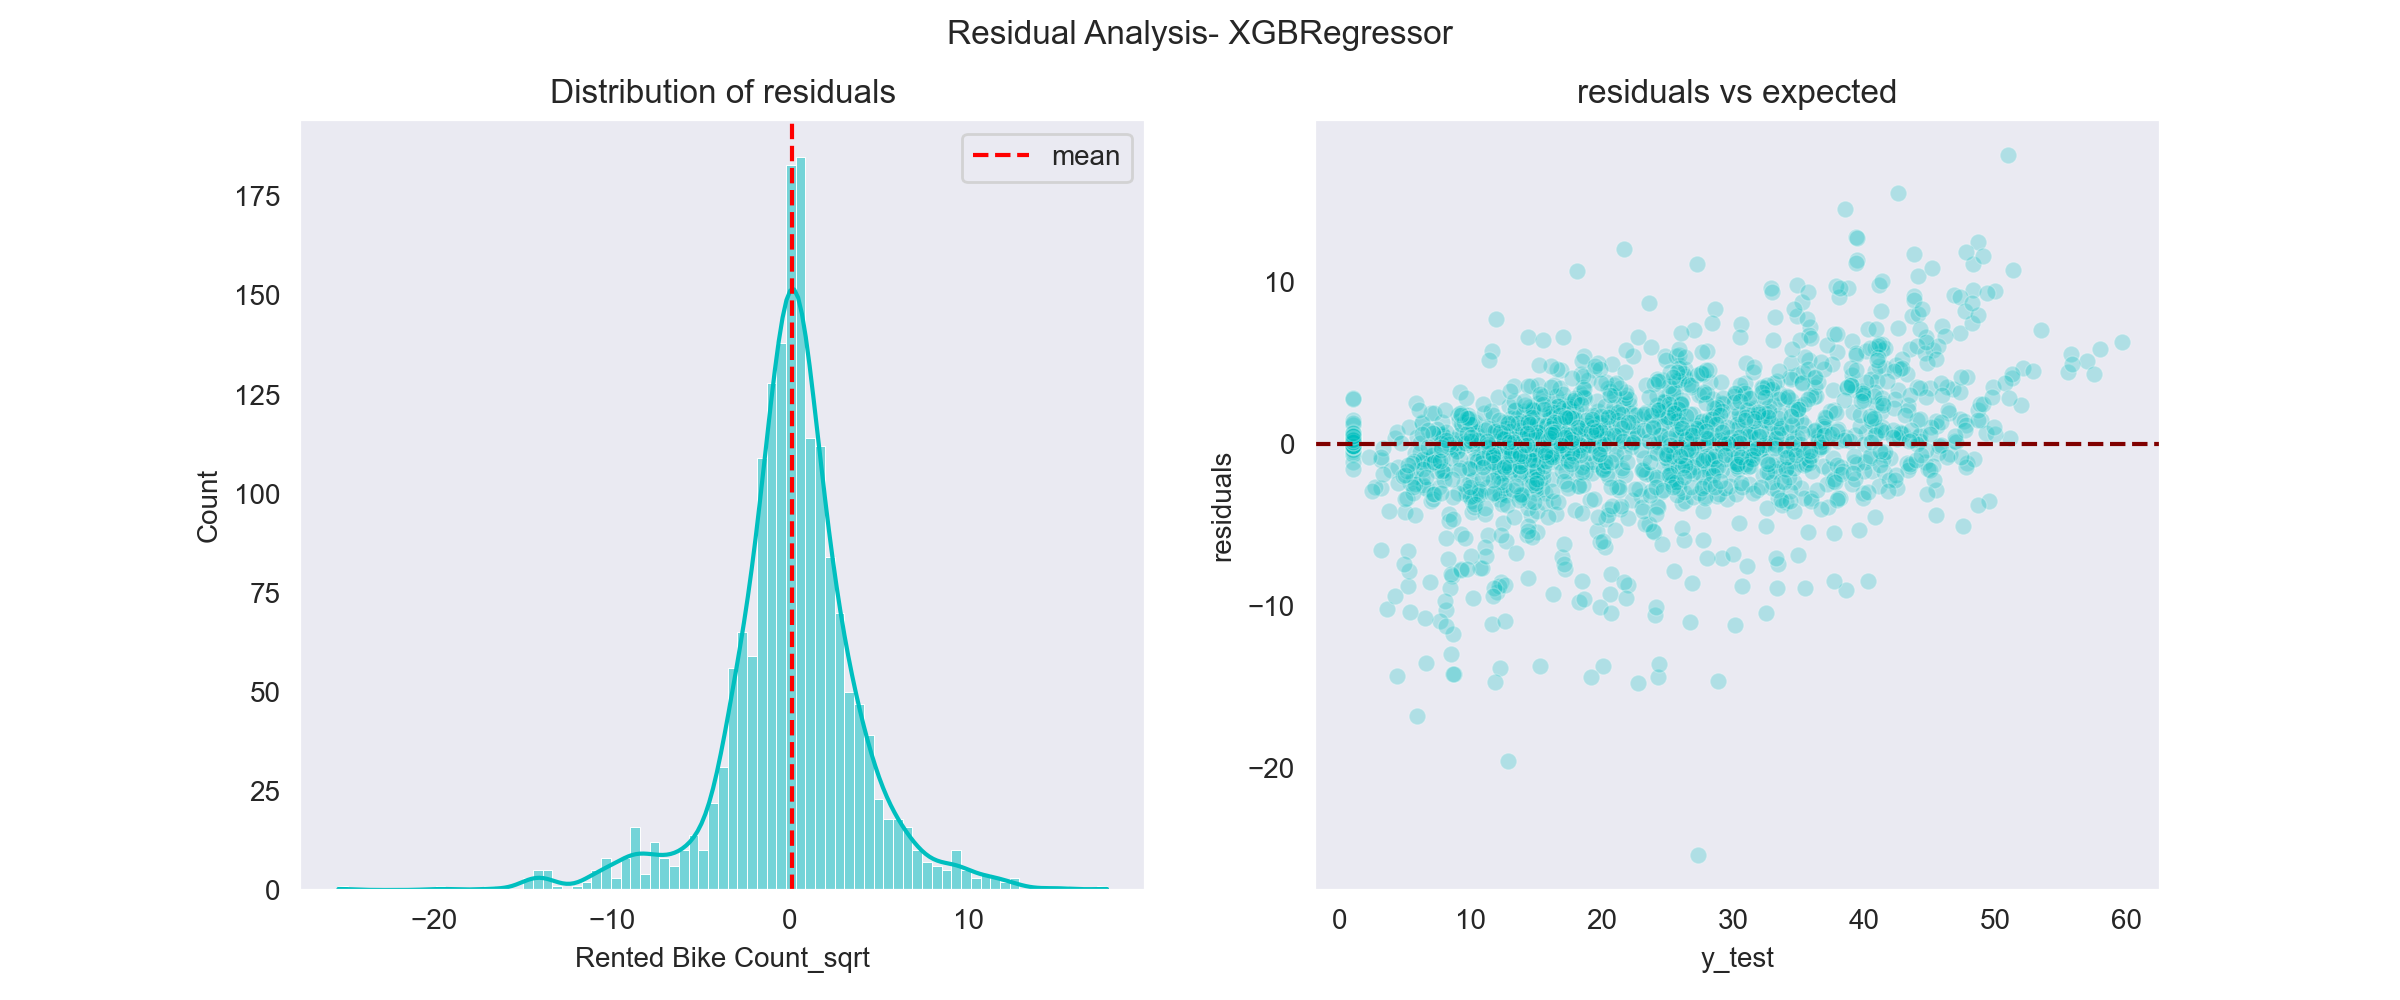 Residual Analysis- XGBRegressor
Distribution of residuals
mean
175
150
125
100
75
50
25
0
Count
−20
−10
0
10
Rented Bike Count_sqrt
residuals vs expected
10
0
−10
−20
residuals
0
10
20
30
40
50
60
y_test